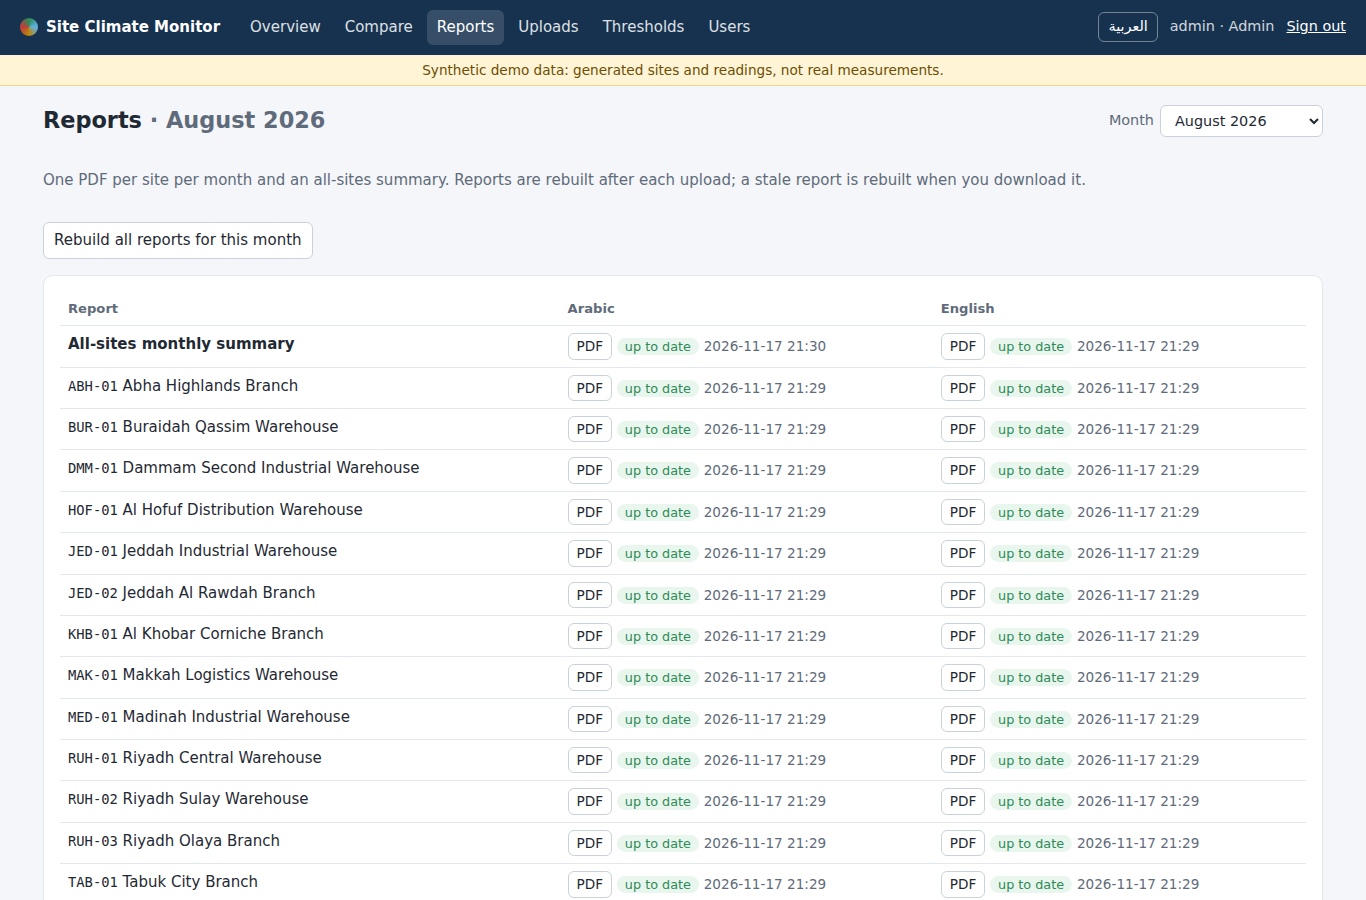 Site Climate Monitor Overview Compare Reports Uploads Thresholds Users العربية admin · Admin Sign out
Synthetic demo data: generated sites and readings, not real measurements.
Reports · August 2026 Month August 2026
One PDF per site per month and an all-sites summary. Reports are rebuilt after each upload; a stale report is rebuilt when you download it.
Rebuild all reports for this month
Report Arabic English
All-sites monthly summary PDF up to date 2026-11-17 21:30 PDF up to date 2026-11-17 21:29
ABH-01 Abha Highlands Branch PDF up to date 2026-11-17 21:29 PDF up to date 2026-11-17 21:29
BUR-01 Buraidah Qassim Warehouse PDF up to date 2026-11-17 21:29 PDF up to date 2026-11-17 21:29
DMM-01 Dammam Second Industrial Warehouse PDF up to date 2026-11-17 21:29 PDF up to date 2026-11-17 21:29
HOF-01 Al Hofuf Distribution Warehouse PDF up to date 2026-11-17 21:29 PDF up to date 2026-11-17 21:29
JED-01 Jeddah Industrial Warehouse PDF up to date 2026-11-17 21:29 PDF up to date 2026-11-17 21:29
JED-02 Jeddah Al Rawdah Branch PDF up to date 2026-11-17 21:29 PDF up to date 2026-11-17 21:29
KHB-01 Al Khobar Corniche Branch PDF up to date 2026-11-17 21:29 PDF up to date 2026-11-17 21:29
MAK-01 Makkah Logistics Warehouse PDF up to date 2026-11-17 21:29 PDF up to date 2026-11-17 21:29
MED-01 Madinah Industrial Warehouse PDF up to date 2026-11-17 21:29 PDF up to date 2026-11-17 21:29
RUH-01 Riyadh Central Warehouse PDF up to date 2026-11-17 21:29 PDF up to date 2026-11-17 21:29
RUH-02 Riyadh Sulay Warehouse PDF up to date 2026-11-17 21:29 PDF up to date 2026-11-17 21:29
RUH-03 Riyadh Olaya Branch PDF up to date 2026-11-17 21:29 PDF up to date 2026-11-17 21:29
TAB-01 Tabuk City Branch PDF up to date 2026-11-17 21:29 PDF up to date 2026-11-17 21:29